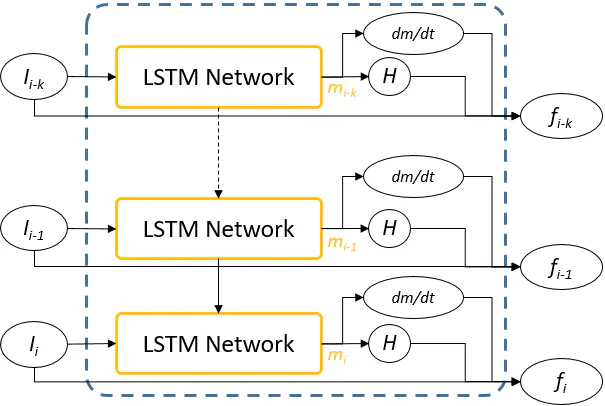 dm/dt
I_{i-k}
LSTM Network
m_{i-k}
H
f_{i-k}
dm/dt
I_{i-1}
LSTM Network
m_{i-1}
H
f_{i-1}
dm/dt
I_i
LSTM Network
m_i
H
f_i